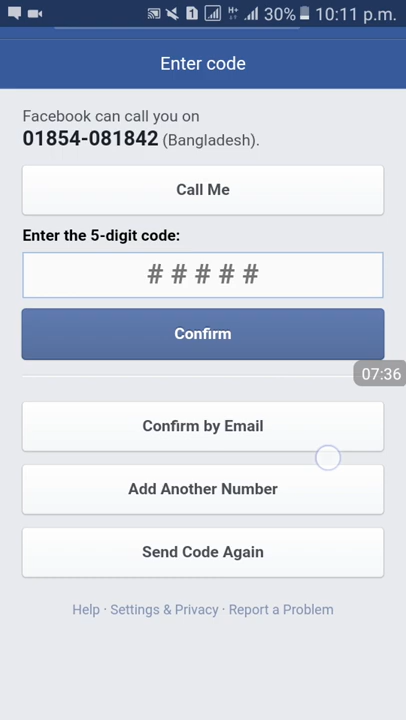 30% 10:11 p.m.
Enter code
Facebook can call you on
01854-081842 (Bangladesh).
Call Me
Enter the 5-digit code:
# # # # #
Confirm
07:36
Confirm by Email
Add Another Number
Send Code Again
Help · Settings & Privacy · Report a Problem